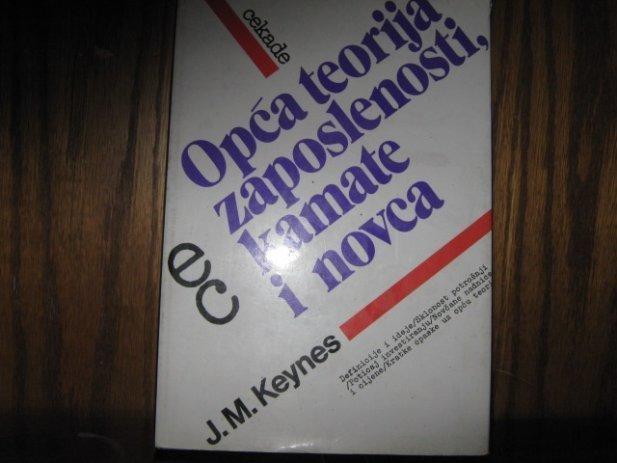 cekade
Opća teorija
zaposlenosti,
kamate
i novca
ec
J. M. Keynes
Definicije i ideje/Sklonost potrošnji
/Poticaj investiranju/Novčane nadnice
i cijene/Kratke opaske uz opću teori